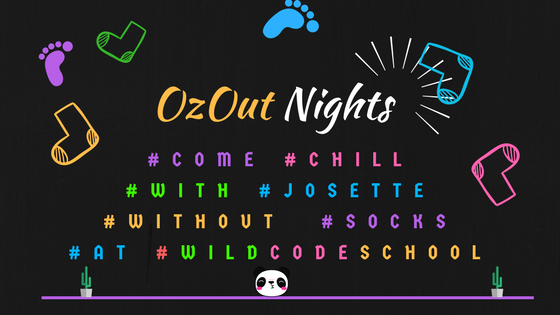 OzOut Nights
#COME #CHILL
#WITH #JOSETTE
#WITHOUT #SOCKS
#AT #WILDCODESCHOOL